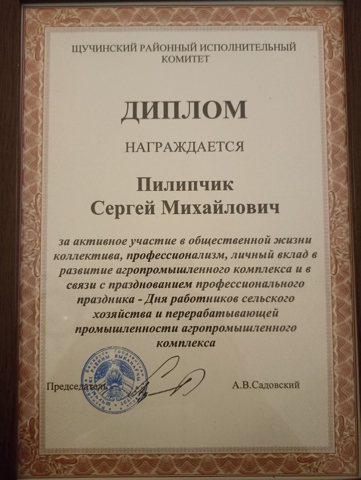 ЩУЧИНСКИЙ РАЙОННЫЙ ИСПОЛНИТЕЛЬНЫЙ
КОМИТЕТ
ДИПЛОМ
НАГРАЖДАЕТСЯ
Пилипчик
Сергей Михайлович
за активное участие в общественной жизни
коллектива, профессионализм, личный вклад в
развитие агропромышленного комплекса и в
связи с празднованием профессионального
праздника - Дня работников сельского
хозяйства и перерабатывающей
промышленности агропромышленного
комплекса
Председатель А.В.Садовский